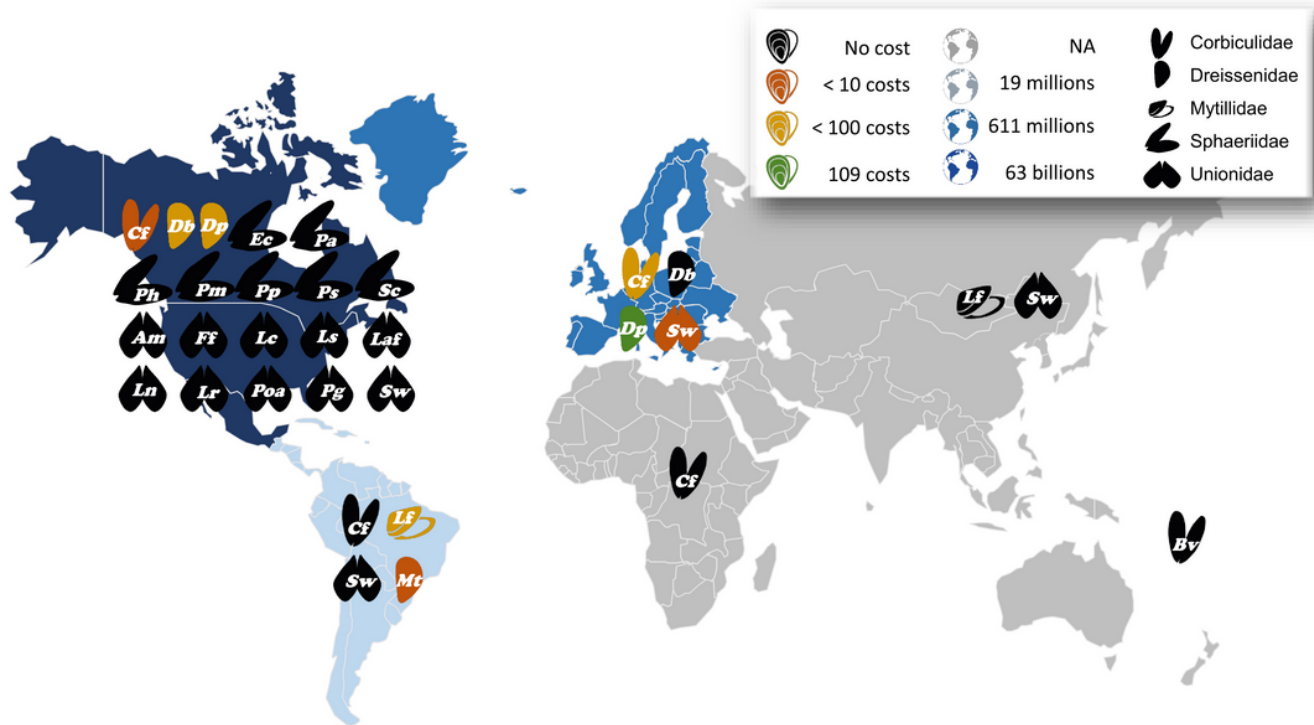 No cost NA Corbiculidae
< 10 costs 19 millions Dreissenidae
Mytillidae
< 100 costs 611 millions Sphaeriidae
109 costs 63 billions Unionidae
Cf Db Dp Ec Pa
Ph Pm Pp Ps Sc
Am Ff Lc Ls Laf
Ln Lr Poa Pg Sw
Cf Db
Dp Sw
Lf Sw
Cf
Cf Lf
Sw Mt
Bv